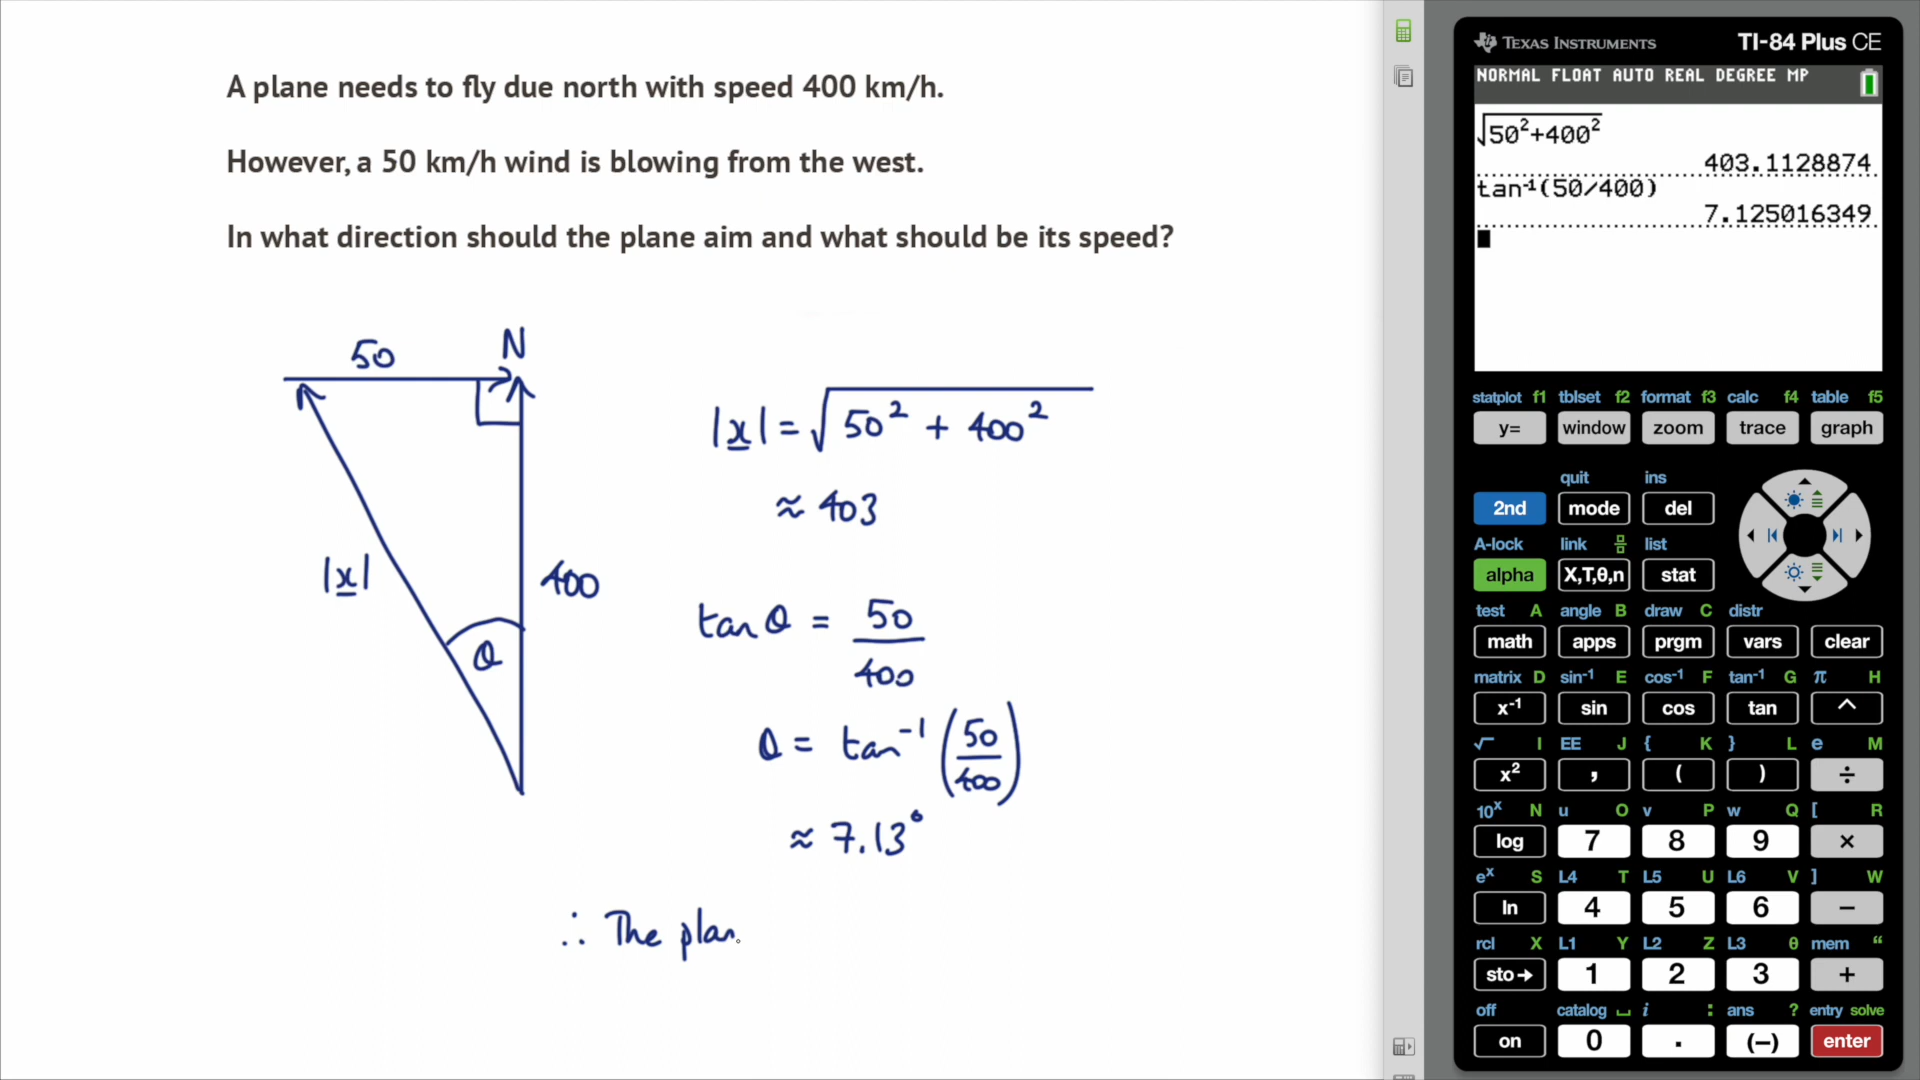 A plane needs to fly due north with speed 400 km/h.
However, a 50 km/h wind is blowing from the west.
In what direction should the plane aim and what should be its speed?
50
N
|x|
400
θ
|x| = √50² + 400²
≈ 403
tan θ = 50/400
θ = tan⁻¹(50/400)
≈ 7.13°
∴ The plan
TEXAS INSTRUMENTS TI-84 Plus CE
NORMAL FLOAT AUTO REAL DEGREE MP
√50²+400²
403.1128874
tan⁻¹(50/400)
7.125016349
statplot f1 tblset f2 format f3 calc f4 table f5
y= window zoom trace graph
quit ins
2nd mode del
A-lock link list
alpha X,T,θ,n stat
test A angle B draw C distr
math apps prgm vars clear
matrix D sin⁻¹ E cos⁻¹ F tan⁻¹ G π H
x⁻¹ sin cos tan ^
√ I EE J { K } L e M
x² , ( ) ÷
10ˣ N u O v P w Q [ R
log 7 8 9 ×
eˣ S L4 T L5 U L6 V ] W
ln 4 5 6 −
rcl X L1 Y L2 Z L3 θ mem “
sto→ 1 2 3 +
off catalog ⎵ i : ans ? entry solve
on 0 . (−) enter